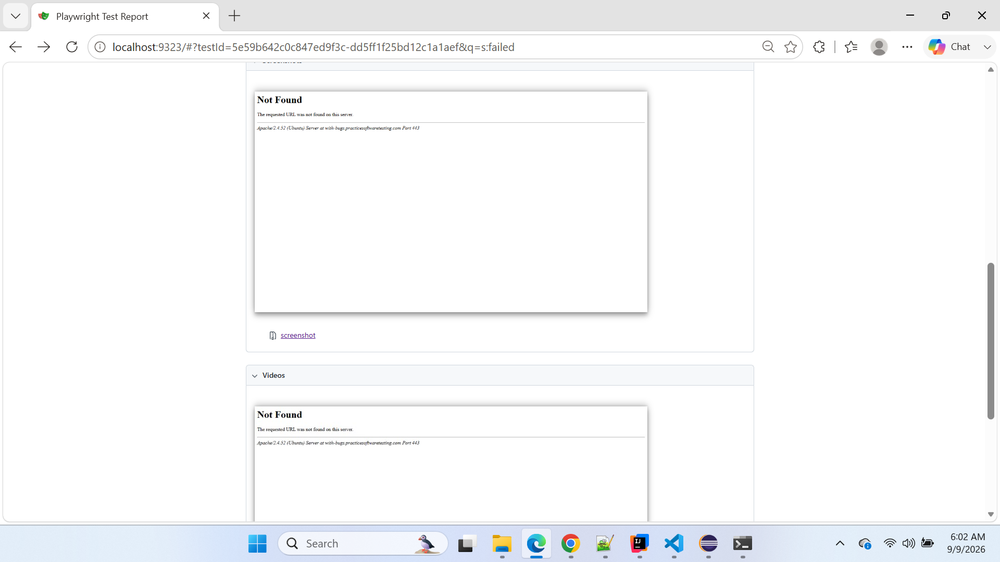 Playwright Test Report
localhost:9323/#?testId=5e59b642c0c847ed9f3c-dd5ff1f25bd12c1a1aef&q=s:failed
Chat
Screenshots
Not Found
The requested URL was not found on this server.
Apache/2.4.52 (Ubuntu) Server at with-bugs.practicesoftwaretesting.com Port 443
screenshot
Videos
Not Found
The requested URL was not found on this server.
Apache/2.4.52 (Ubuntu) Server at with-bugs.practicesoftwaretesting.com Port 443
Search
IJ
6:02 AM
9/9/2026